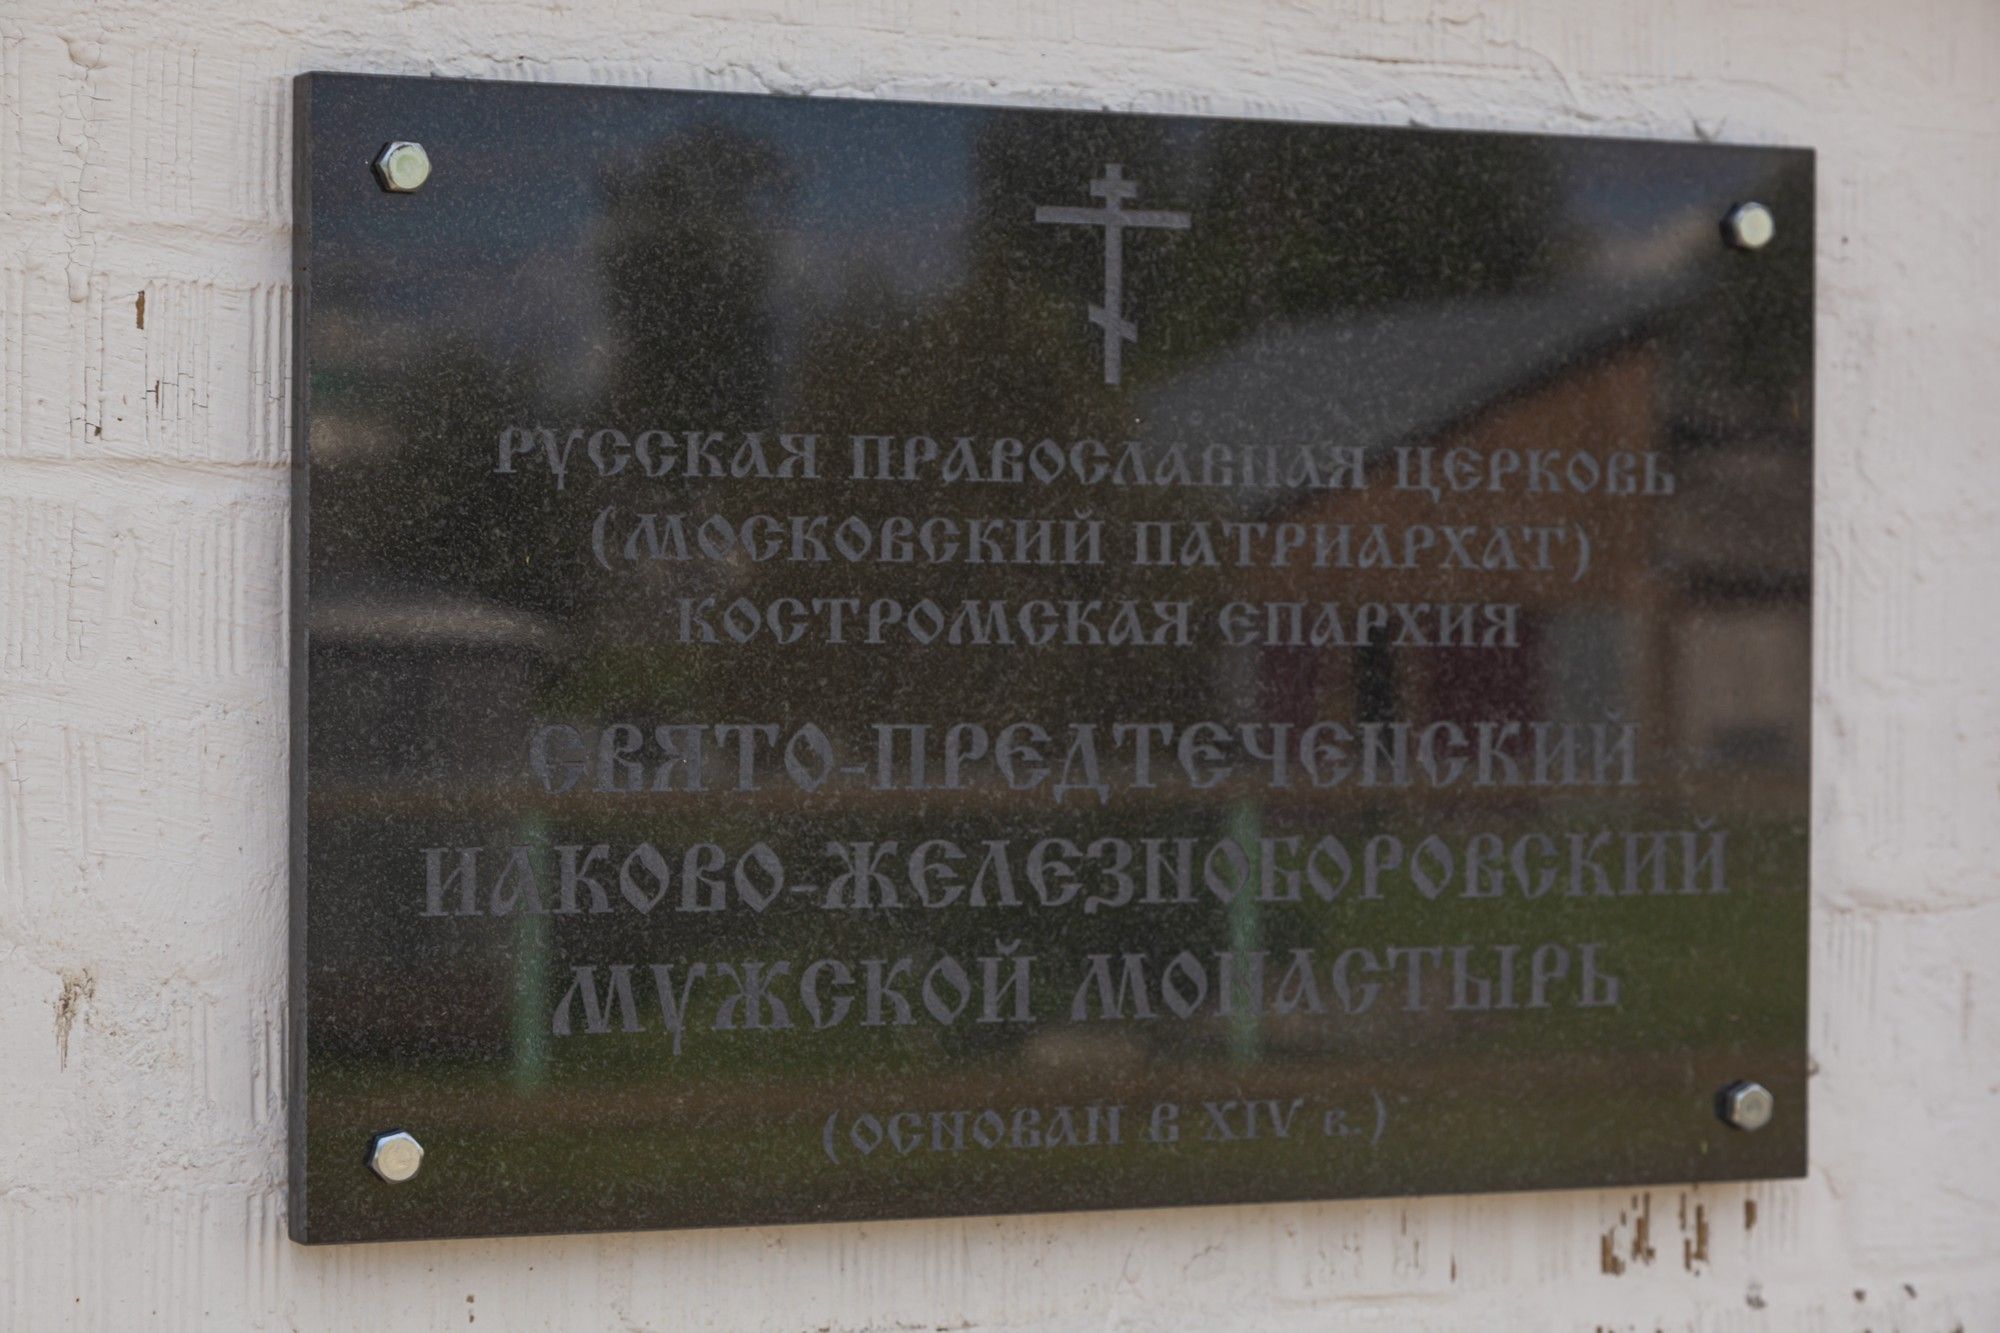 РУССКАЯ ПРАВОСЛАВНАЯ ЦЕРКОВЬ
(МОСКОВСКИЙ ПАТРИАРХАТ)
КОСТРОМСКАЯ ЕПАРХИЯ
СВЯТО-ПРЕДТЕЧЕНСКИЙ
ИАКОВО-ЖЕЛЕЗНОБОРОВСКИЙ
МУЖСКОЙ МОНАСТЫРЬ
(ОСНОВАН В XIV в.)